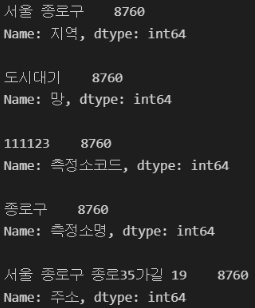 서울 종로구    8760
Name: 지역, dtype: int64

도시대기    8760
Name: 망, dtype: int64

111123    8760
Name: 측정소코드, dtype: int64

종로구    8760
Name: 측정소명, dtype: int64

서울 종로구 종로35가길 19    8760
Name: 주소, dtype: int64